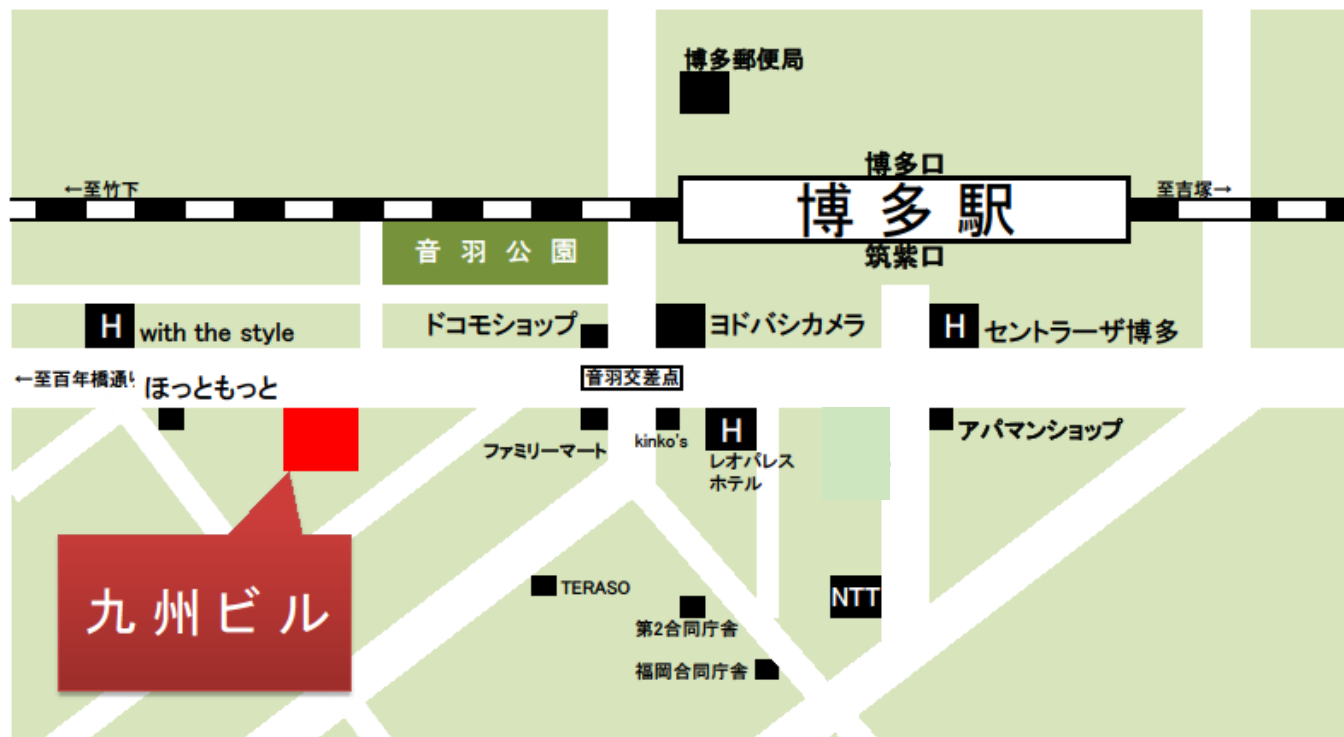 博多郵便局
博多口
←至竹下
博多駅
至吉塚→
音羽公園
筑紫口
H
with the style
ドコモショップ
ヨドバシカメラ
H
セントラーザ博多
←至百年橋通り
ほっともっと
音羽交差点
ファミリーマート
kinko's
H
レオパレス
ホテル
アパマンショップ
九州ビル
TERASO
第2合同庁舎
NTT
福岡合同庁舎